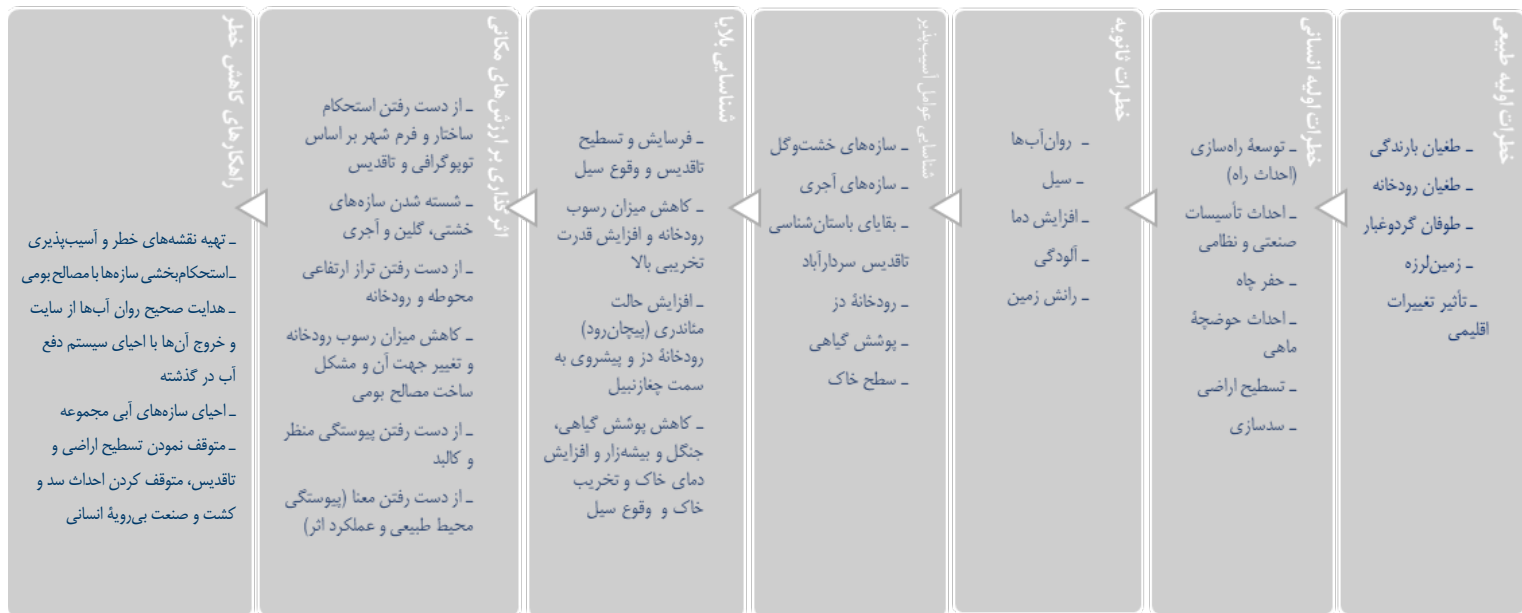 خطرات اولیه طبیعی
ـ طغیان بارندگی
ـ طغیان رودخانه
ـ طوفان گردوغبار
ـ زمین‌لرزه
ـ تأثیر تغییرات
اقلیمی
خطرات اولیه انسانی
ـ توسعۀ راه‌سازی
(احداث راه)
ـ احداث تأسیسات
صنعتی و نظامی
ـ حفر چاه
ـ احداث حوضچۀ
ماهی
ـ تسطیح اراضی
ـ سدسازی
خطرات ثانویه
ـ روان‌آب‌ها
ـ سیل
ـ افزایش دما
ـ آلودگی
ـ رانش زمین
شناسایی عوامل آسیب‌پذیر
ـ سازه‌های خشت‌وگل
ـ سازه‌های آجری
ـ بقایای باستان‌شناسی
تاقدیس سردارآباد
ـ رودخانۀ دز
ـ پوشش گیاهی
ـ سطح خاک
شناسایی بلایا
ـ فرسایش و تسطیح
تاقدیس و وقوع سیل
ـ کاهش میزان رسوب
رودخانه و افزایش قدرت
تخریبی بالا
ـ افزایش حالت
مئاندری (پیچان‌رود)
رودخانۀ دز و پیشروی به
سمت چغازنبیل
ـ کاهش پوشش گیاهی،
جنگل و بیشه‌زار و افزایش
دمای خاک و تخریب
خاک و وقوع سیل
اثرگذاری بر ارزش‌های مکانی
ـ از دست رفتن استحکام
ساختار و فرم شهر بر اساس
توپوگرافی و تاقدیس
ـ شسته شدن سازه‌های
خشتی، گلین و آجری
ـ از دست رفتن تراز ارتفاعی
محوطه و رودخانه
ـ کاهش میزان رسوب رودخانه
و تغییر جهت آن و مشکل
ساخت مصالح بومی
ـ از دست رفتن پیوستگی منظر
و کالبد
ـ از دست رفتن معنا (پیوستگی
محیط طبیعی و عملکرد اثر)
راهکارهای کاهش خطر
ـ تهیه نقشه‌های خطر و آسیب‌پذیری
ـ استحکام‌بخشی سازه‌ها با مصالح بومی
ـ هدایت صحیح روان آب‌ها از سایت
و خروج آن‌ها با احیای سیستم دفع
آب در گذشته
ـ احیای سازه‌های آبی مجموعه
ـ متوقف نمودن تسطیح اراضی و
تاقدیس، متوقف کردن احداث سد و
کشت و صنعت بی‌رویۀ انسانی